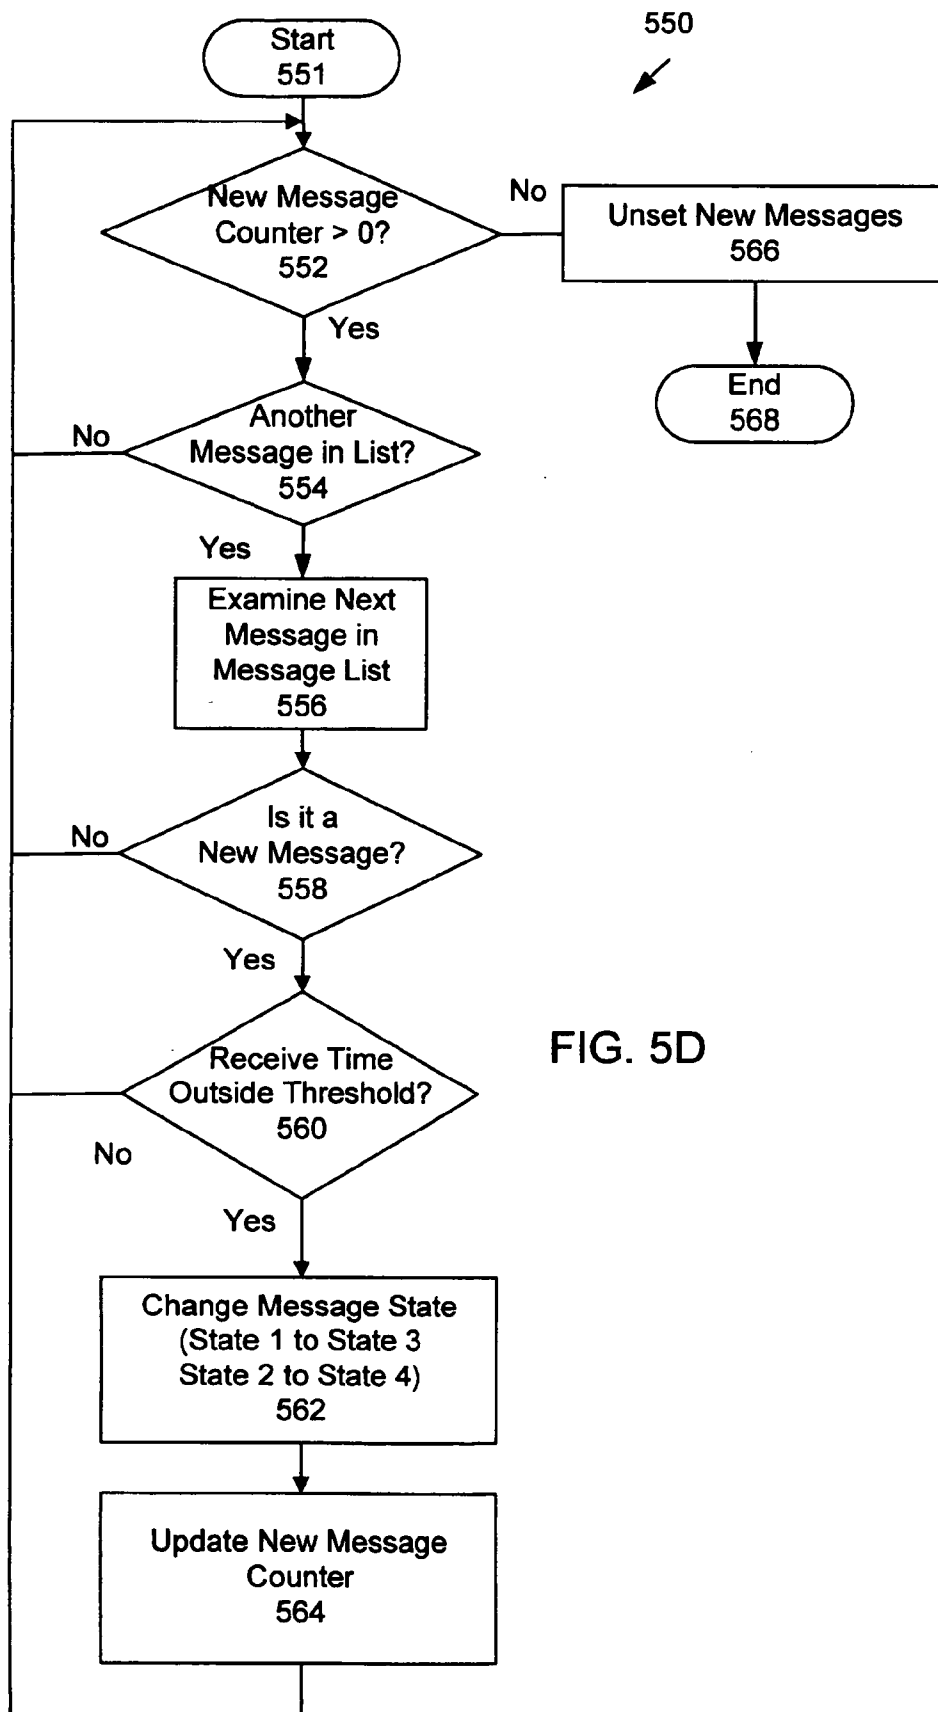 550
Start
551
New Message
Counter > 0?
552
No
Unset New Messages
566
Yes
End
568
Another
Message in List?
554
No
Yes
Examine Next
Message in
Message List
556
Is it a
New Message?
558
No
Yes
Receive Time
Outside Threshold?
560
No
FIG. 5D
Yes
Change Message State
(State 1 to State 3
State 2 to State 4)
562
Update New Message
Counter
564